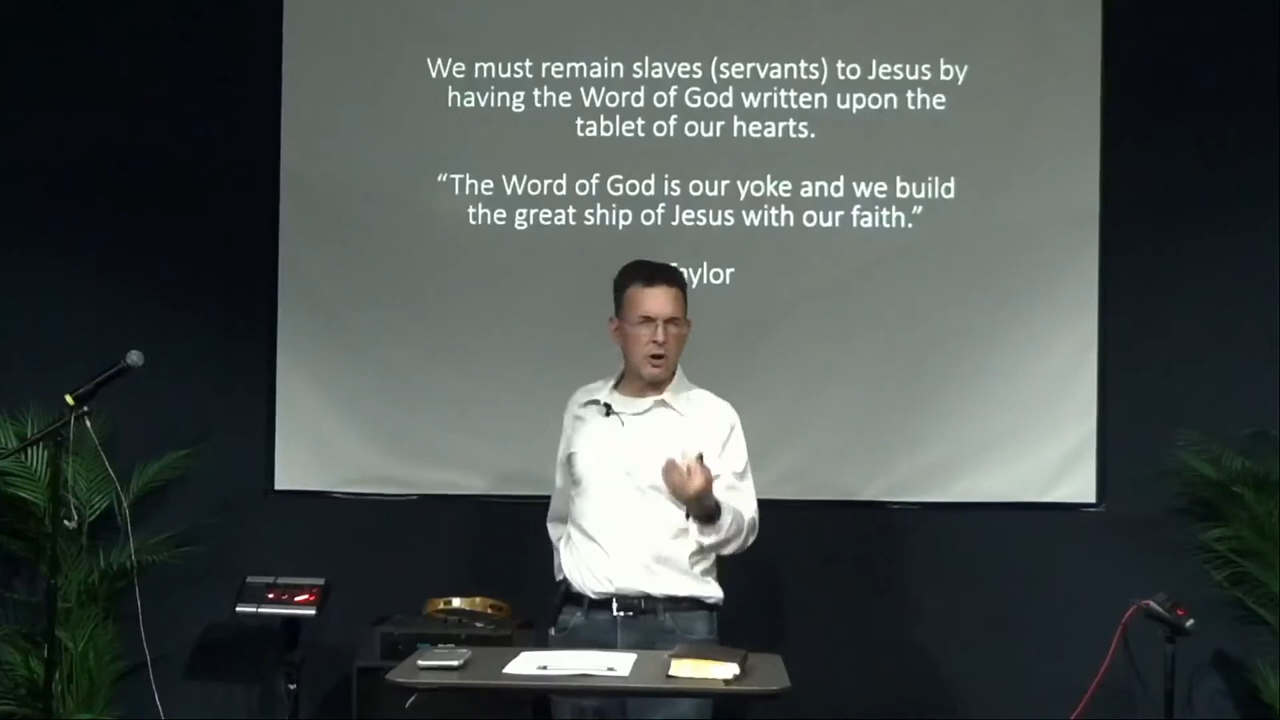 We must remain slaves (servants) to Jesus by
having the Word of God written upon the
tablet of our hearts.
“The Word of God is our yoke and we build
the great ship of Jesus with our faith.”
Taylor